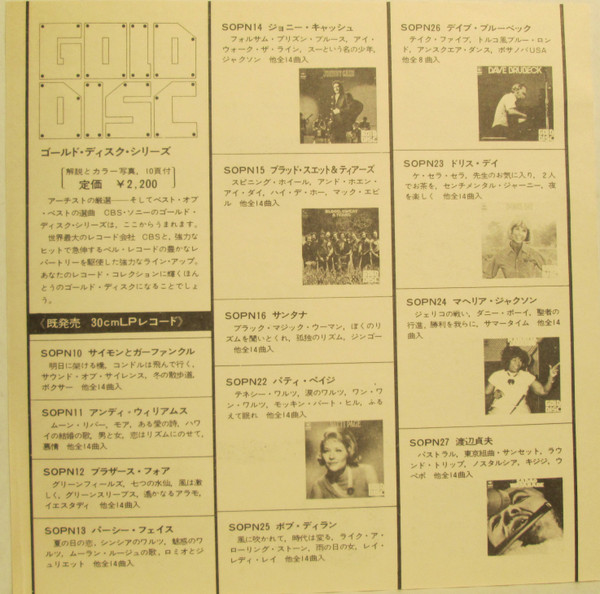 GOLD
DISC
ゴールド・ディスク・シリーズ
解説とカラー写真，10頁付
定価　￥2,200
アーチストの厳選——そしてベスト・オブ
・ベストの選曲　CBS・ソニーのゴールド・
ディスク・シリーズは，ここからうまれます。
世界最大のレコード会社　CBSと，強力な
ヒットで急伸するベル・レコードの豊かなレ
パートリーを駆使した強力なライン・アップ。
あなたのレコード・コレクションに輝くほん
とうのゴールド・ディスクになることでしょ
う。
《既発売　30cmLPレコード》
SOPN10 サイモンとガーファンクル
明日に架ける橋，コンドルは飛んで行く，
サウンド・オブ・サイレンス，冬の散歩道，
ボクサー　他全14曲入
SOPN11 アンディ・ウィリアムス
ムーン・リバー，モア，ある愛の詩，ハワ
イの結婚の歌，男と女，恋はリズムにのせて，
慕情　他全14曲入
SOPN12 ブラザース・フォア
グリーンフィールズ，七つの水仙，風は激
しく，グリーンスリーブス，遥かなるアラモ，
イエスタディ　他全14曲入
SOPN13 パーシー・フェイス
夏の日の恋，シンシアのワルツ，魅惑のワ
ルツ，ムーラン・ルージュの歌，ロミオとジ
ュリエット　他全14曲入
SOPN14 ジョニー・キャッシュ
フォルサム・プリズン・ブルース，アイ・
ウォーク・ザ・ライン，スーという名の少年，
ジャクソン　他全14曲入
SOPN15 ブラッド・スエット&ティアーズ
スピニング・ホイール，アンド・ホエン・
アイ・ダイ，ハイ・デ・ホー，マック・エビ
ル　他全14曲入
SOPN16 サンタナ
ブラック・マジック・ウーマン，ぼくのリ
ズムを聞いとくれ，孤独のリズム，ジンゴー
他全14曲入
SOPN22 パティ・ペイジ
テネシー・ワルツ，涙のワルツ，ワン・ワ
ン・ワルツ，モッキン・バード・ヒル，ふる
えて眠れ　他全14曲入
SOPN25 ボブ・ディラン
風に吹かれて，時代は変る，ライク・ア・
ローリング・ストーン，雨の日の女，レイ・
レディ・レイ　他全14曲入
SOPN26 デイブ・ブルーベック
テイク・ファイブ，トルコ風ブルー・ロン
ド，アンスクエア・ダンス，ボサノバUSA
他全8曲入
DAVE BRUBECK
SOPN23 ドリス・デイ
ケ・セラ・セラ，先生のお気に入り，2人
でお茶を，センチメンタル・ジャーニー，夜
を楽しく　他全14曲入
SOPN24 マヘリア・ジャクソン
ジェリコの戦い，ダニー・ボーイ，聖者の
行進，勝利を我らに，サマータイム　他全14
曲入
SOPN27 渡辺貞夫
パストラル，東京組曲・サンセット，ラウ
ンド・トリップ，ノスタルシア，キジジ，ウ
ペポ　他全14曲入